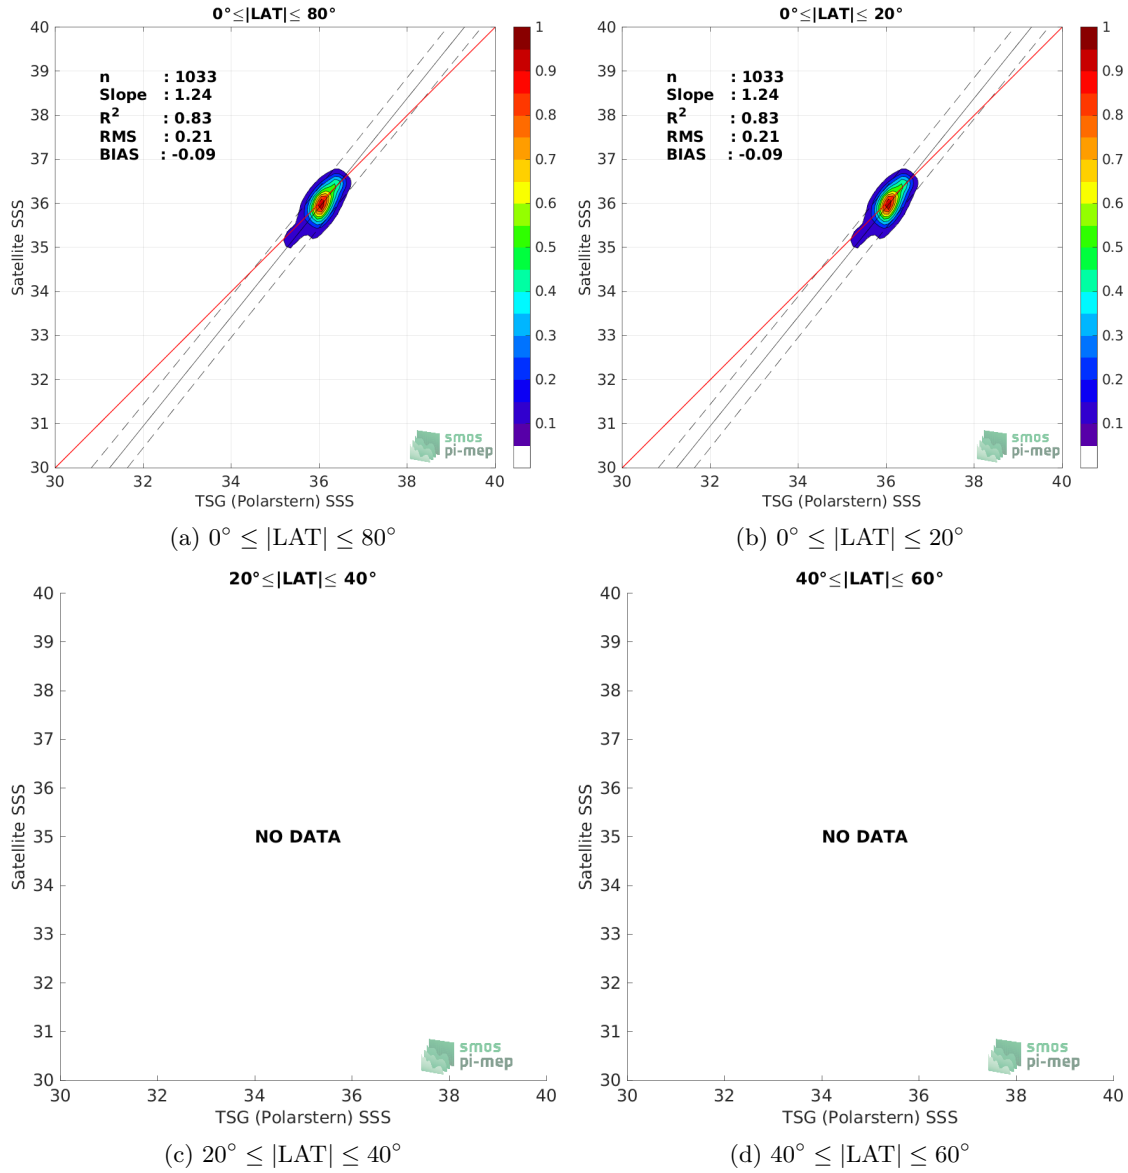 0°≤|LAT|≤ 80°
40
39
38
37
36
35
34
33
32
31
30
Satellite SSS
n : 1033
Slope : 1.24
R² : 0.83
RMS : 0.21
BIAS : -0.09
smos
pi-mep
30 32 34 36 38 40
TSG (Polarstern) SSS
1
0.9
0.8
0.7
0.6
0.5
0.4
0.3
0.2
0.1
(a) 0° ≤ |LAT| ≤ 80°
0°≤|LAT|≤ 20°
40
39
38
37
36
35
34
33
32
31
30
Satellite SSS
n : 1033
Slope : 1.24
R² : 0.83
RMS : 0.21
BIAS : -0.09
smos
pi-mep
30 32 34 36 38 40
TSG (Polarstern) SSS
1
0.9
0.8
0.7
0.6
0.5
0.4
0.3
0.2
0.1
(b) 0° ≤ |LAT| ≤ 20°
20°≤|LAT|≤ 40°
40
39
38
37
36
35
34
33
32
31
30
Satellite SSS
NO DATA
smos
pi-mep
30 32 34 36 38 40
TSG (Polarstern) SSS
(c) 20° ≤ |LAT| ≤ 40°
40°≤|LAT|≤ 60°
40
39
38
37
36
35
34
33
32
31
30
Satellite SSS
NO DATA
smos
pi-mep
30 32 34 36 38 40
TSG (Polarstern) SSS
(d) 40° ≤ |LAT| ≤ 60°